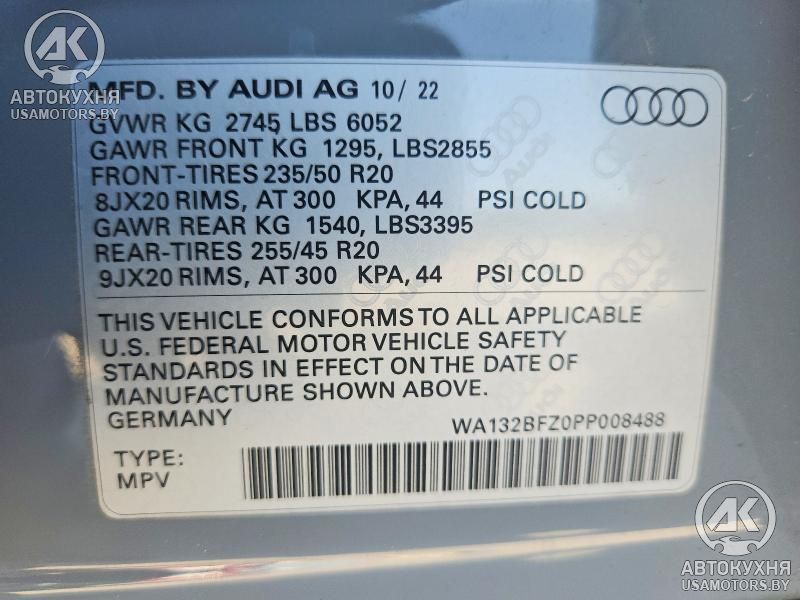 AK
АВТОКУХНЯ
USAMOTORS.BY
MFD. BY AUDI AG 10/ 22
GVWR KG 2745 LBS 6052
GAWR FRONT KG 1295, LBS2855
FRONT-TIRES 235/50 R20
8JX20 RIMS, AT 300 KPA, 44 PSI COLD
GAWR REAR KG 1540, LBS3395
REAR-TIRES 255/45 R20
9JX20 RIMS, AT 300 KPA, 44 PSI COLD
THIS VEHICLE CONFORMS TO ALL APPLICABLE
U.S. FEDERAL MOTOR VEHICLE SAFETY
STANDARDS IN EFFECT ON THE DATE OF
MANUFACTURE SHOWN ABOVE.
GERMANY WA132BFZ0PP008488
TYPE:
MPV
AK
АВТОКУХНЯ
USAMOTORS.BY